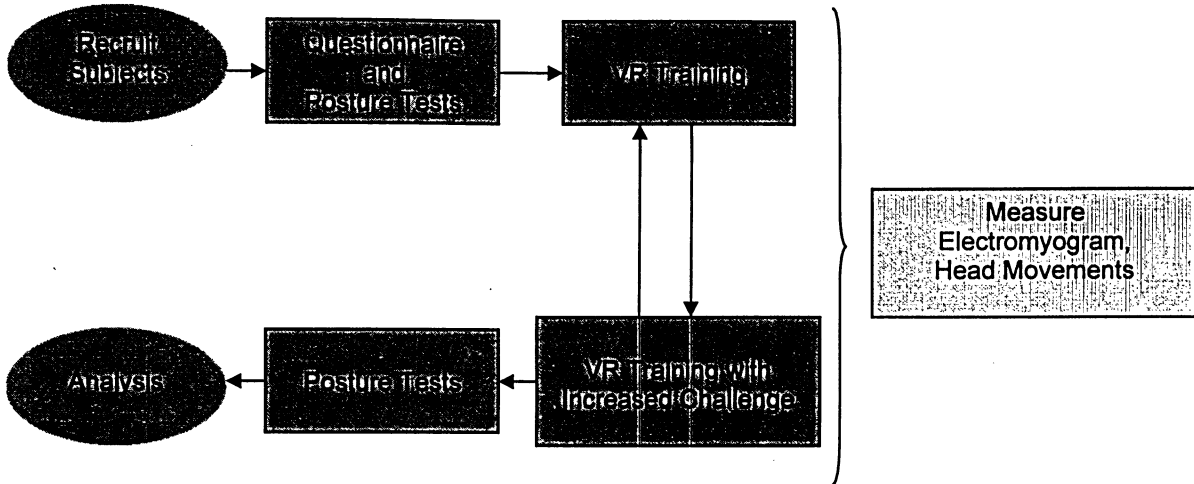 Recruit
Subjects
Questionnaire
and
Posture Tests
VR Training
Measure
Electromyogram,
Head Movements
Analysis
Posture Tests
VR Training with
Increased Challenge